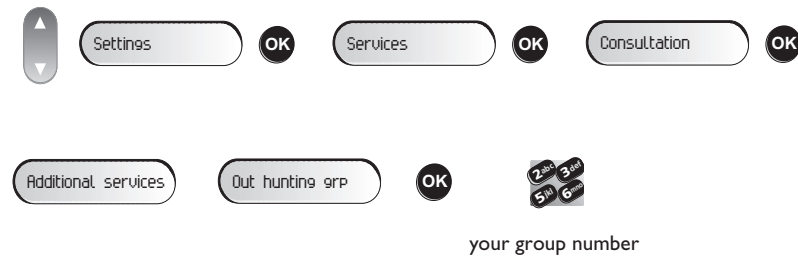 Settings OK Services OK Consultation OK
Additional services Out hunting grp OK 2abc 3def
5jkl 6mno
your group number